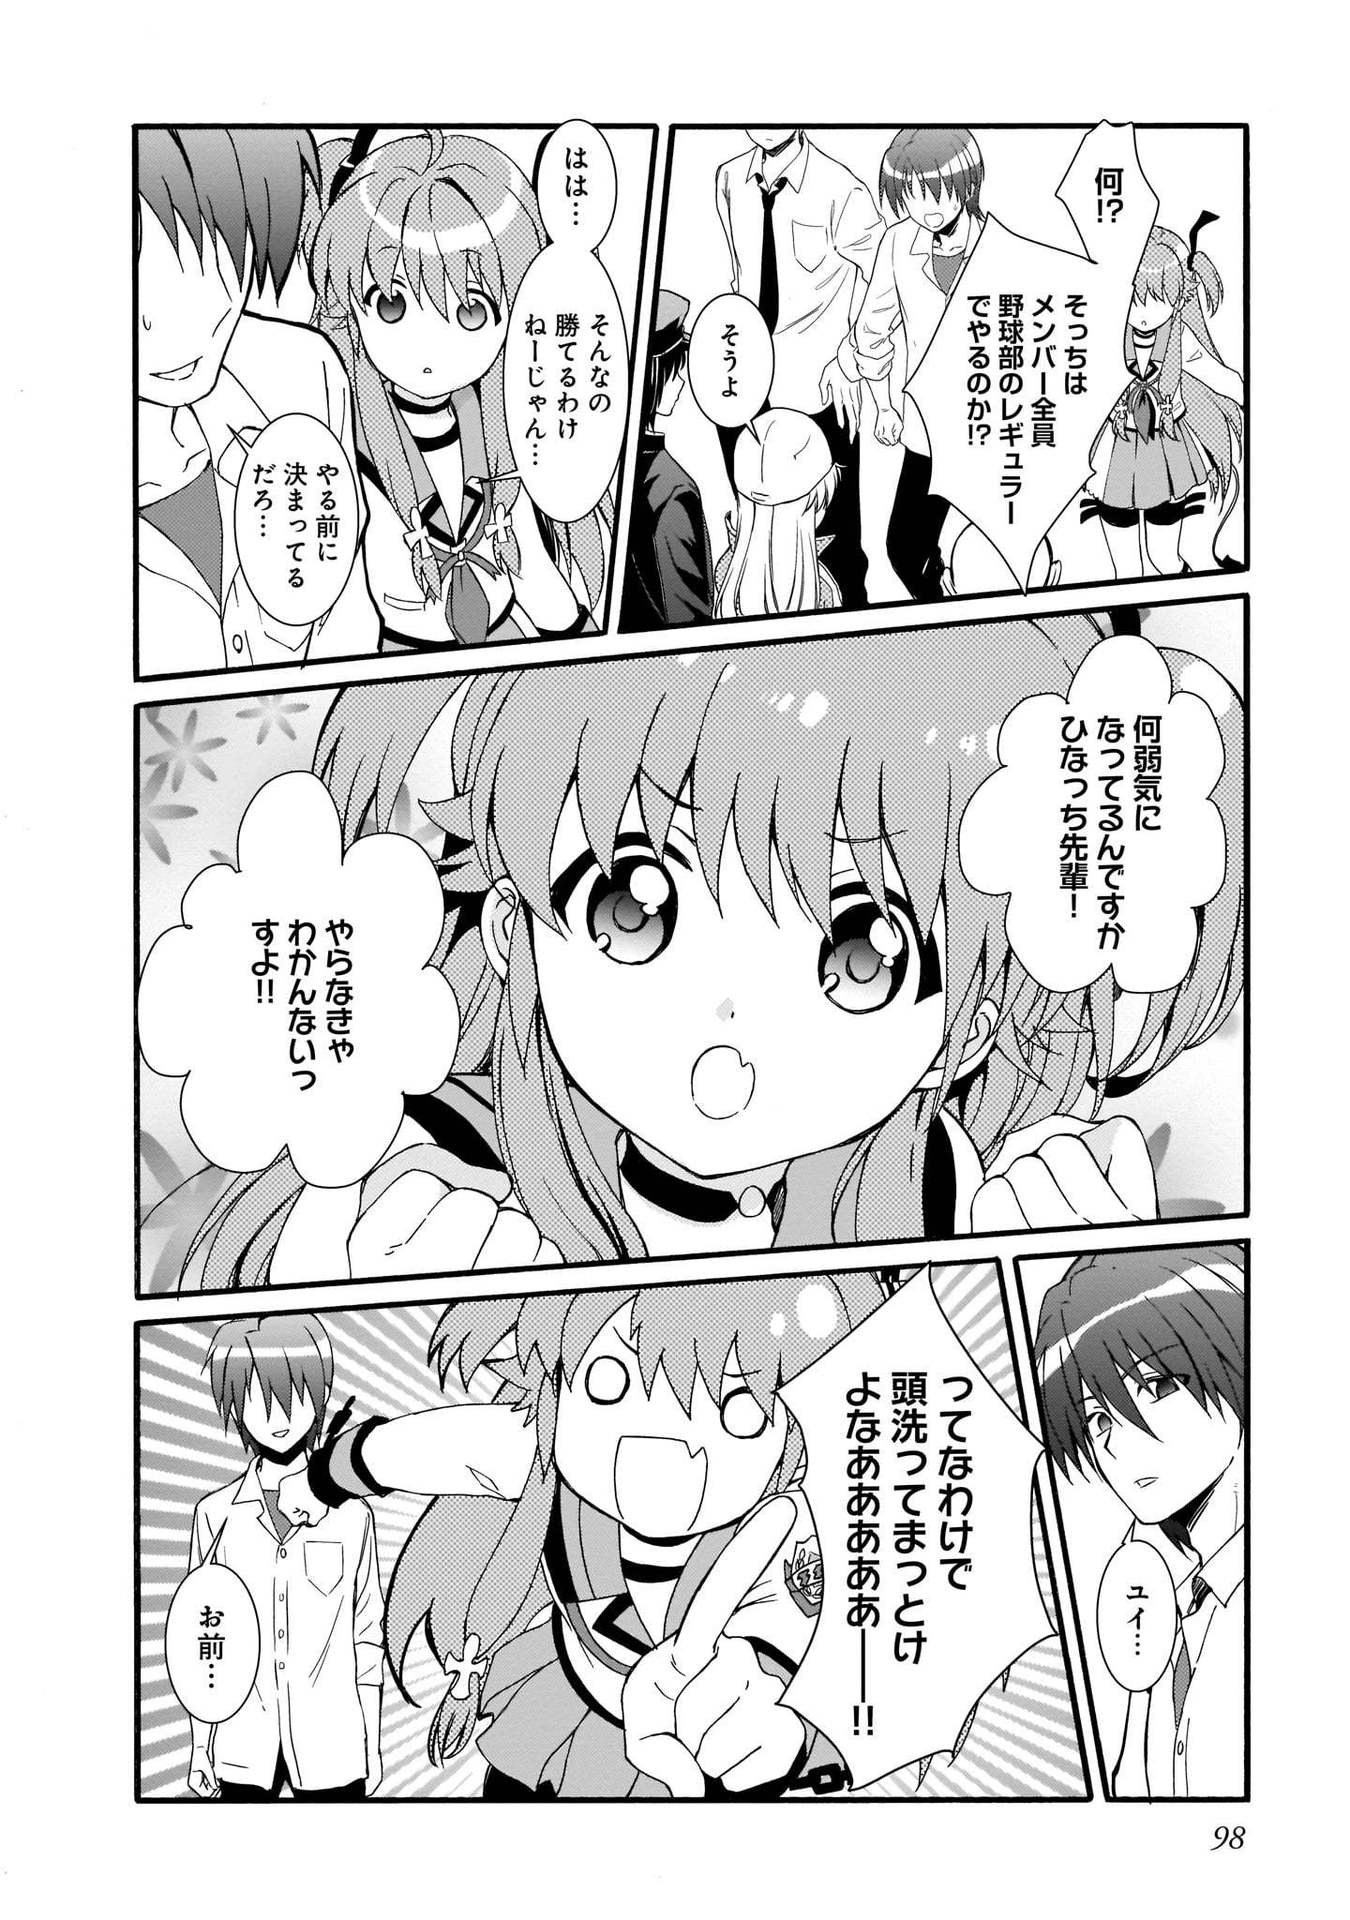 何!?
そっちは
メンバー全員
野球部のレギュラー
でやるのか!?
そうよ
はは…
そんなの
勝てるわけ
ねーじゃん…
やる前に
決まってる
だろ…
何弱気に
なってるんですか
ひなっち先輩!
やらなきゃ
わかんないっ
すよ!!
ユイ…
ってなわけで
頭洗ってまっとけ
よなあああああ――!!
お前…
98